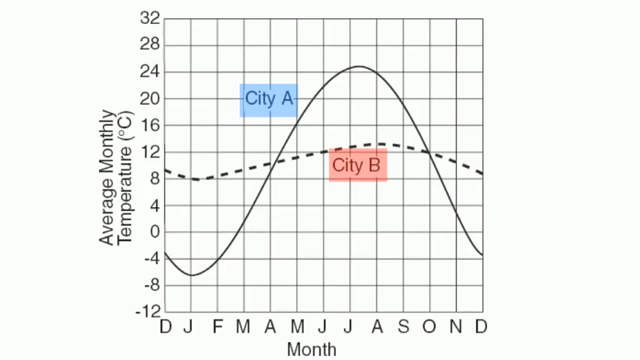 32
28
24
20
16
12
8
4
0
-4
-8
-12
Average Monthly
Temperature (°C)
City A
City B
D J F M A M J J A S O N D
Month